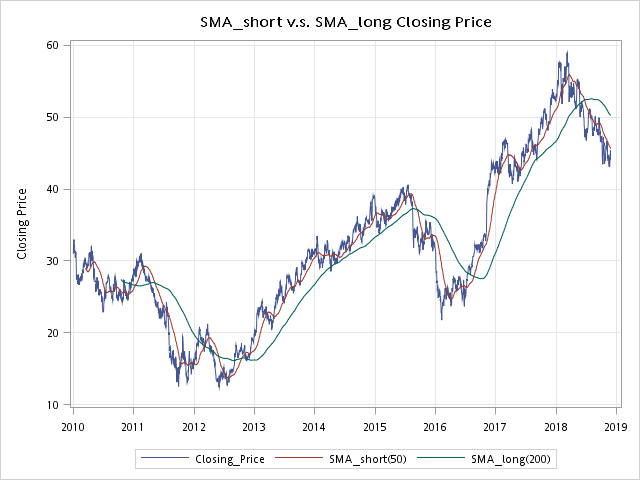 SMA_short v.s. SMA_long Closing Price
60
50
40
30
20
10
Closing Price
2010 2011 2012 2013 2014 2015 2016 2017 2018 2019
Closing_Price SMA_short(50) SMA_long(200)